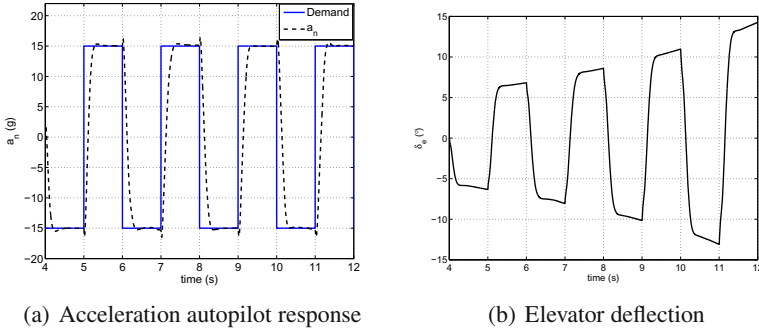 Demand
a_n
20
15
10
5
0
−5
−10
−15
−20
a_n (g)
4 5 6 7 8 9 10 11 12
time (s)
(a) Acceleration autopilot response
15
10
5
0
−5
−10
−15
δ_e (°)
4 5 6 7 8 9 10 11 12
time (s)
(b) Elevator deflection